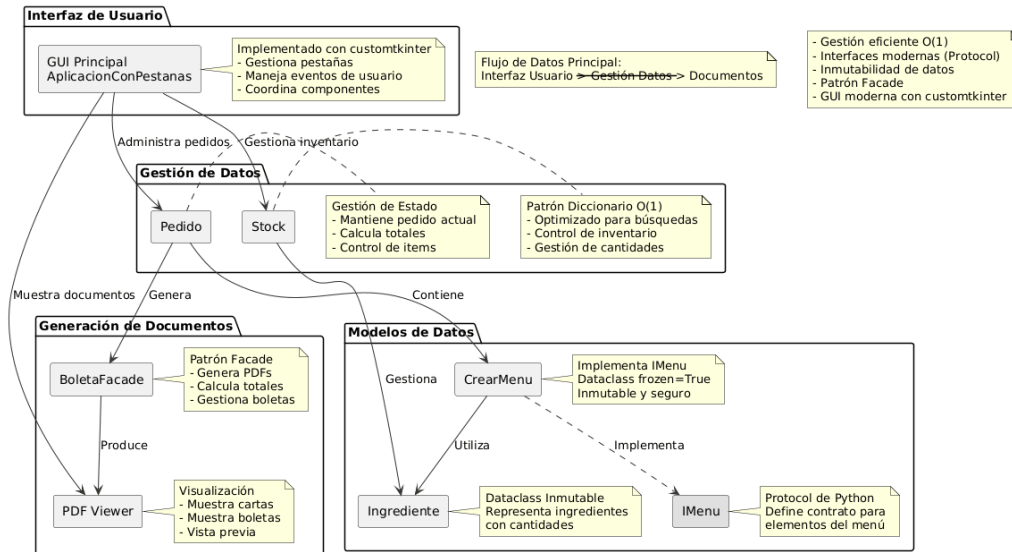 Interfaz de Usuario
GUI Principal
AplicacionConPestanas
Implementado con customtkinter
- Gestiona pestañas
- Maneja eventos de usuario
- Coordina componentes
Flujo de Datos Principal:
Interfaz Usuario > Gestión Datos > Documentos
- Gestión eficiente O(1)
- Interfaces modernas (Protocol)
- Inmutabilidad de datos
- Patrón Facade
- GUI moderna con customtkinter
Administra pedidos
Gestiona inventario
Gestión de Datos
Pedido
Stock
Gestión de Estado
- Mantiene pedido actual
- Calcula totales
- Control de items
Patrón Diccionario O(1)
- Optimizado para búsquedas
- Control de inventario
- Gestión de cantidades
Muestra documentos
Genera
Contiene
Generación de Documentos
BoletaFacade
Patrón Facade
- Genera PDFs
- Calcula totales
- Gestiona boletas
Produce
PDF Viewer
Visualización
- Muestra cartas
- Muestra boletas
- Vista previa
Modelos de Datos
Gestiona
CrearMenu
Implementa IMenu
Dataclass frozen=True
Inmutable y seguro
Utiliza
Implementa
Ingrediente
Dataclass Inmutable
Representa ingredientes
con cantidades
IMenu
Protocol de Python
Define contrato para
elementos del menú